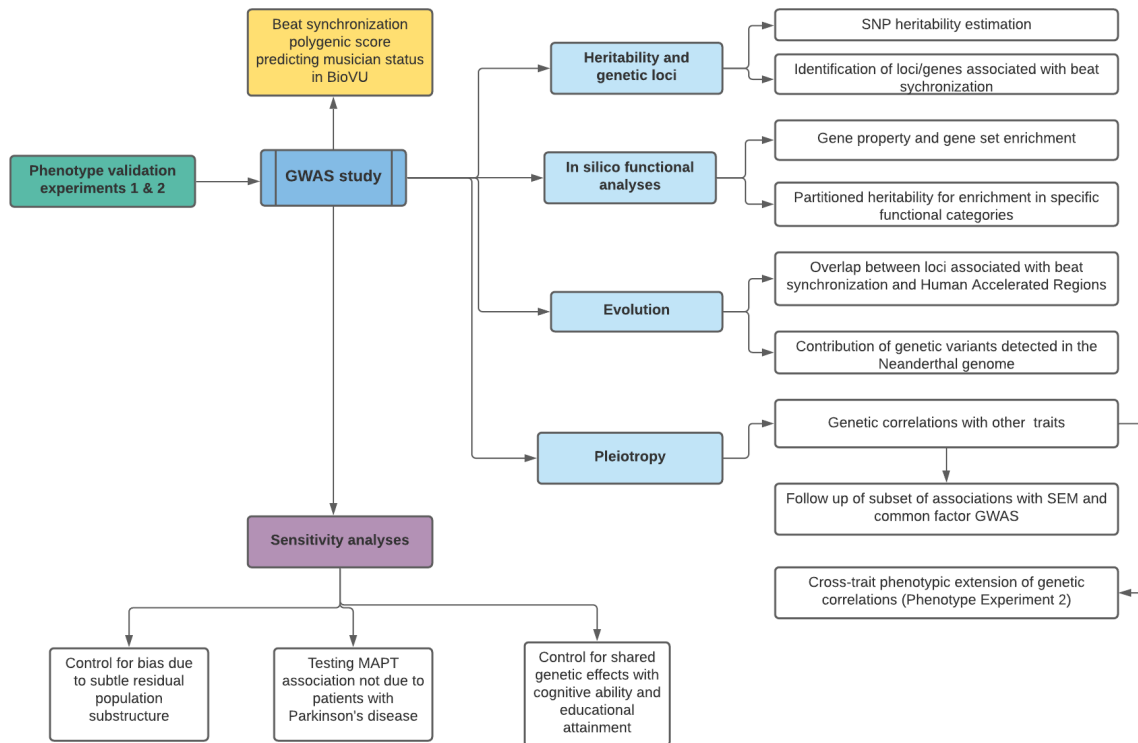 Beat synchronization
polygenic score
predicting musician status
in BioVU
Phenotype validation
experiments 1 & 2
GWAS study
Heritability and
genetic loci
SNP heritability estimation
Identification of loci/genes associated with beat
sychronization
In silico functional
analyses
Gene property and gene set enrichment
Partitioned heritability for enrichment in specific
functional categories
Evolution
Overlap between loci associated with beat
synchronization and Human Accelerated Regions
Contribution of genetic variants detected in the
Neanderthal genome
Pleiotropy
Genetic correlations with other traits
Follow up of subset of associations with SEM and
common factor GWAS
Cross-trait phenotypic extension of genetic
correlations (Phenotype Experiment 2)
Sensitivity analyses
Control for bias due
to subtle residual
population
substructure
Testing MAPT
association not due to
patients with
Parkinson's disease
Control for shared
genetic effects with
cognitive ability and
educational
attainment